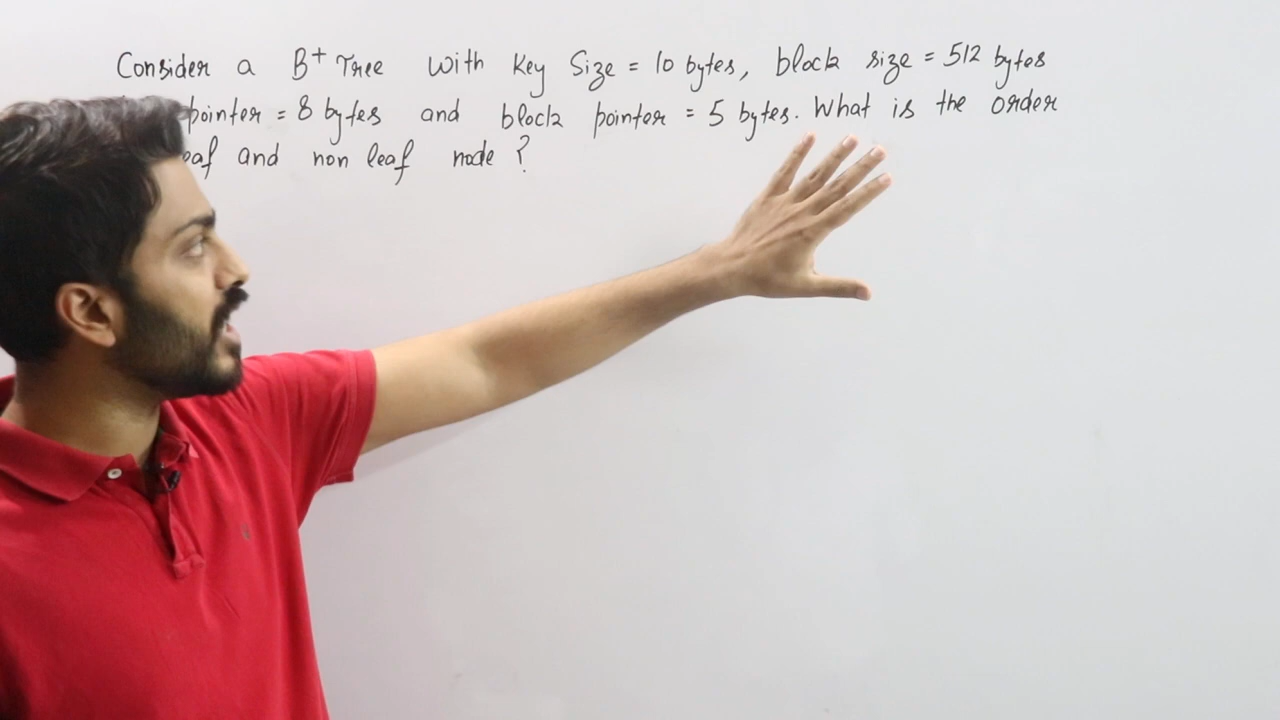 Consider a B+ Tree with key Size = 10 bytes, block size = 512 bytes
pointer = 8 bytes and block pointer = 5 bytes. What is the order
and non leaf node ?